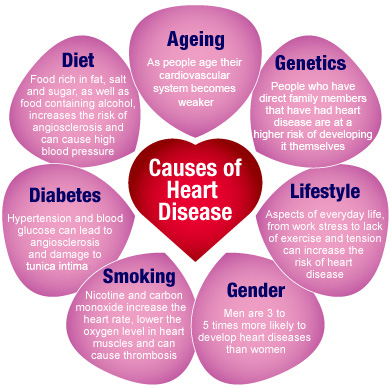 Ageing
As people age their
cardiovascular
system becomes
weaker
Diet
Food rich in fat, salt
and sugar, as well as
food containing alcohol,
increases the risk of
angiosclerosis and
can cause high
blood pressure
Genetics
People who have
direct family members
that have had heart
disease are at a
higher risk of developing
it themselves
Causes of
Heart
Disease
Diabetes
Hypertension and blood
glucose can lead to
angiosclerosis
and damage to
tunica intima
Lifestyle
Aspects of everyday life,
from work stress to lack
of exercise and tension
can increase the
risk of heart
disease
Smoking
Nicotine and carbon
monoxide increase the
heart rate, lower the
oxygen level in heart
muscles and can
cause thrombosis
Gender
Men are 3 to
5 times more likely to
develop heart diseases
than women